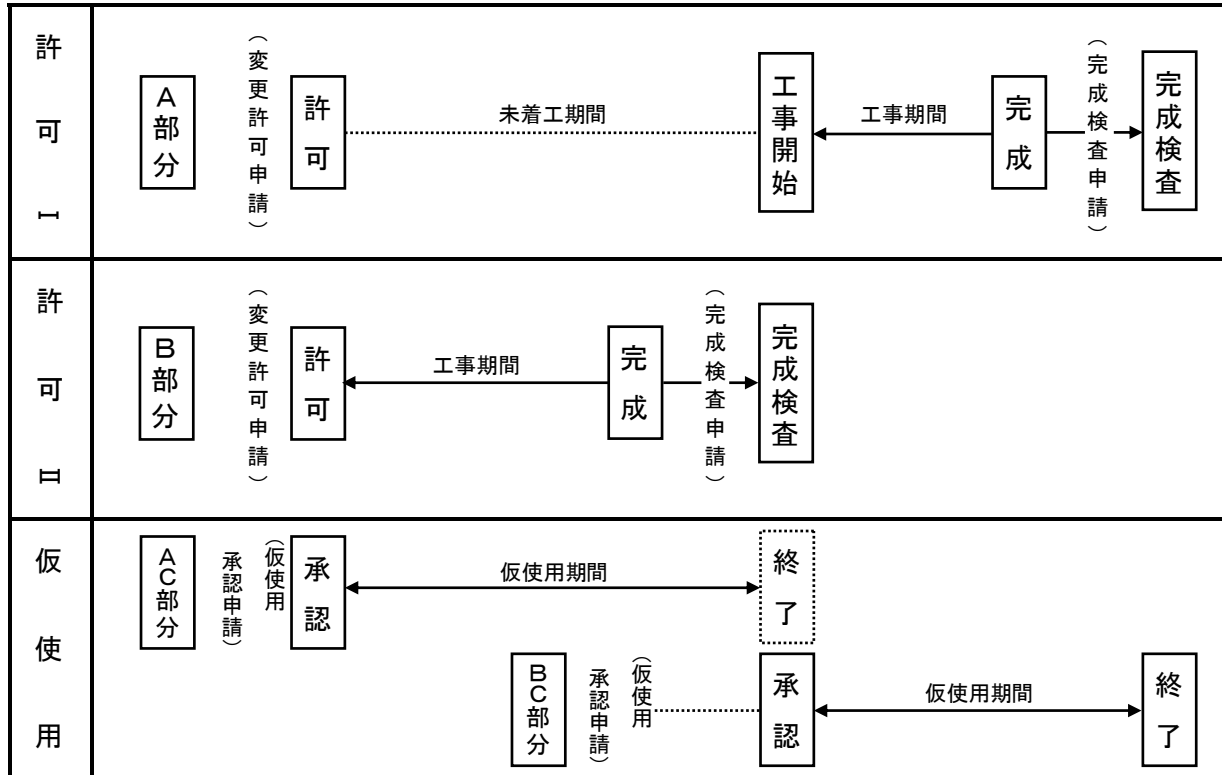 許可Ⅰ
A部分
(変更許可申請)
許可
未着工期間
工事開始
工事期間
完成
(完成検査申請)
完成検査
許可Ⅱ
B部分
(変更許可申請)
許可
工事期間
完成
(完成検査申請)
完成検査
仮使用
AC部分
(仮使用
承認申請)
承認
仮使用期間
終了
BC部分
(仮使用
承認申請)
承認
仮使用期間
終了